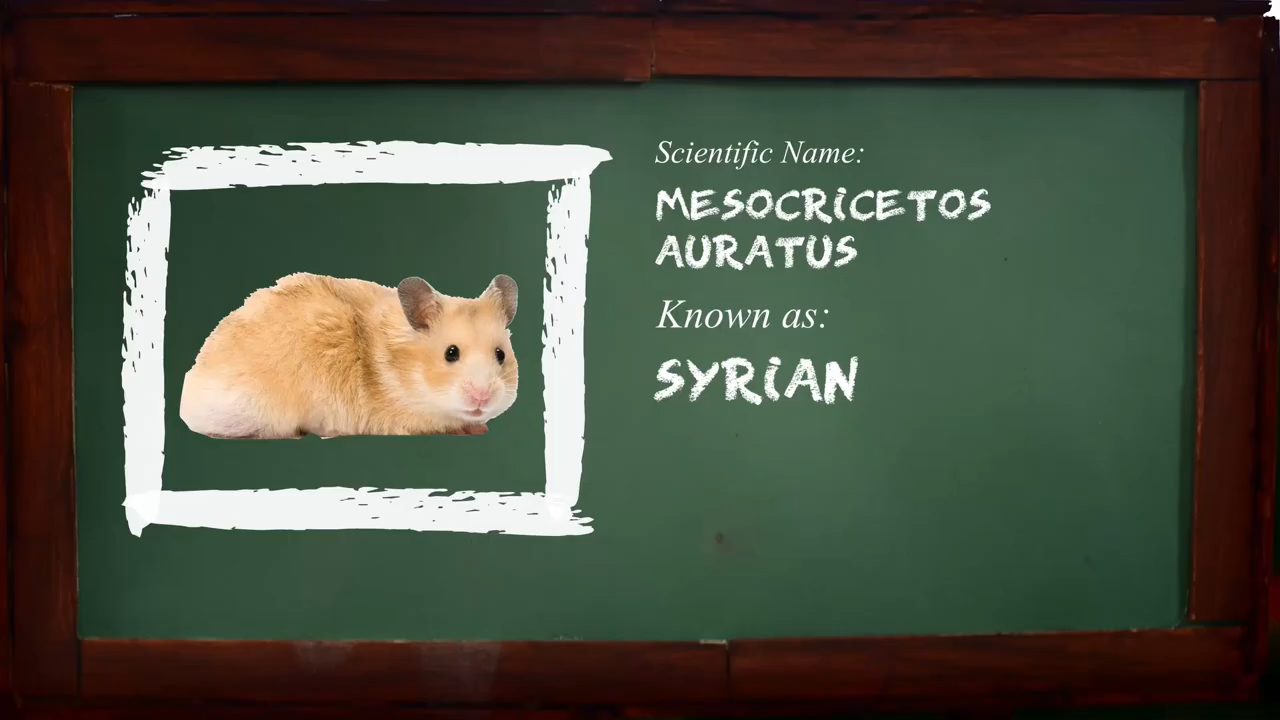 Scientific Name:
MESOCRICETOS
AURATUS
Known as:
SYRIAN